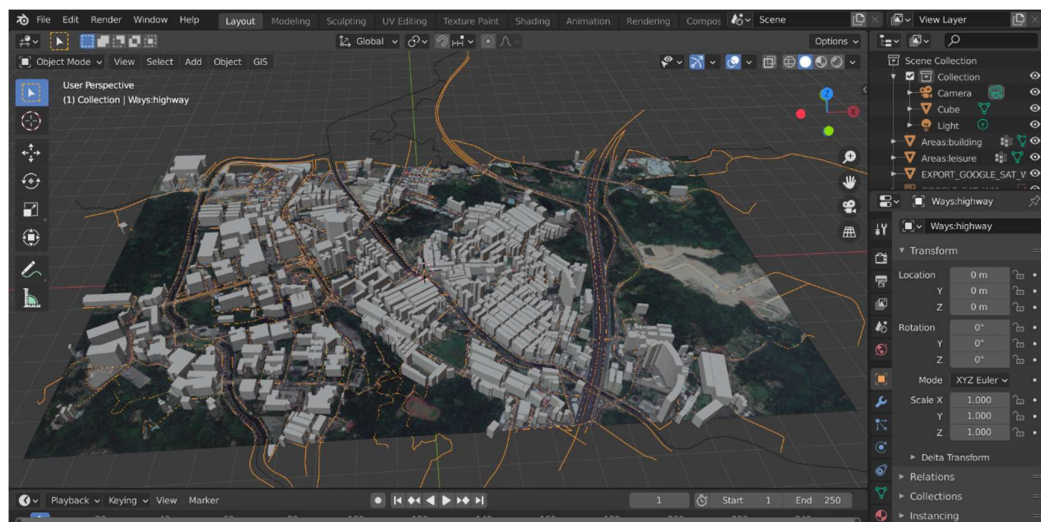 File Edit Render Window Help Layout Modeling Sculpting UV Editing Texture Paint Shading Animation Rendering Compos Scene View Layer
Global Options
Object Mode View Select Add Object GIS
User Perspective
(1) Collection | Ways:highway
Z
X
Scene Collection
Collection
Camera
Cube
Light
Areas:building
Areas:leisure
EXPORT_GOOGLE_SAT_V
Ways:highway
Ways:highway
Transform
Location 0 m
Y 0 m
Z 0 m
Rotation 0°
Y 0°
Z 0°
Mode XYZ Euler
Scale X 1.000
Y 1.000
Z 1.000
Delta Transform
Relations
Collections
Instancing
Playback Keying View Marker 1 Start 1 End 250